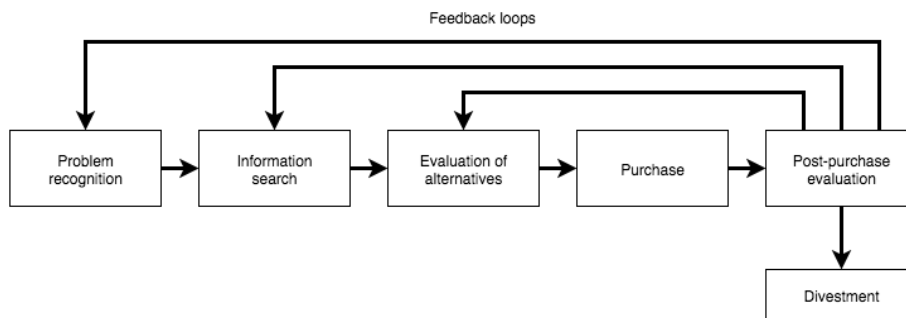 Feedback loops
Problem
recognition
Information
search
Evaluation of
alternatives
Purchase
Post-purchase
evaluation
Divestment